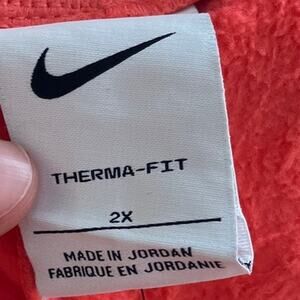 THERMA-FIT
2X
MADE IN JORDAN
FABRIQUE EN JORDANIE